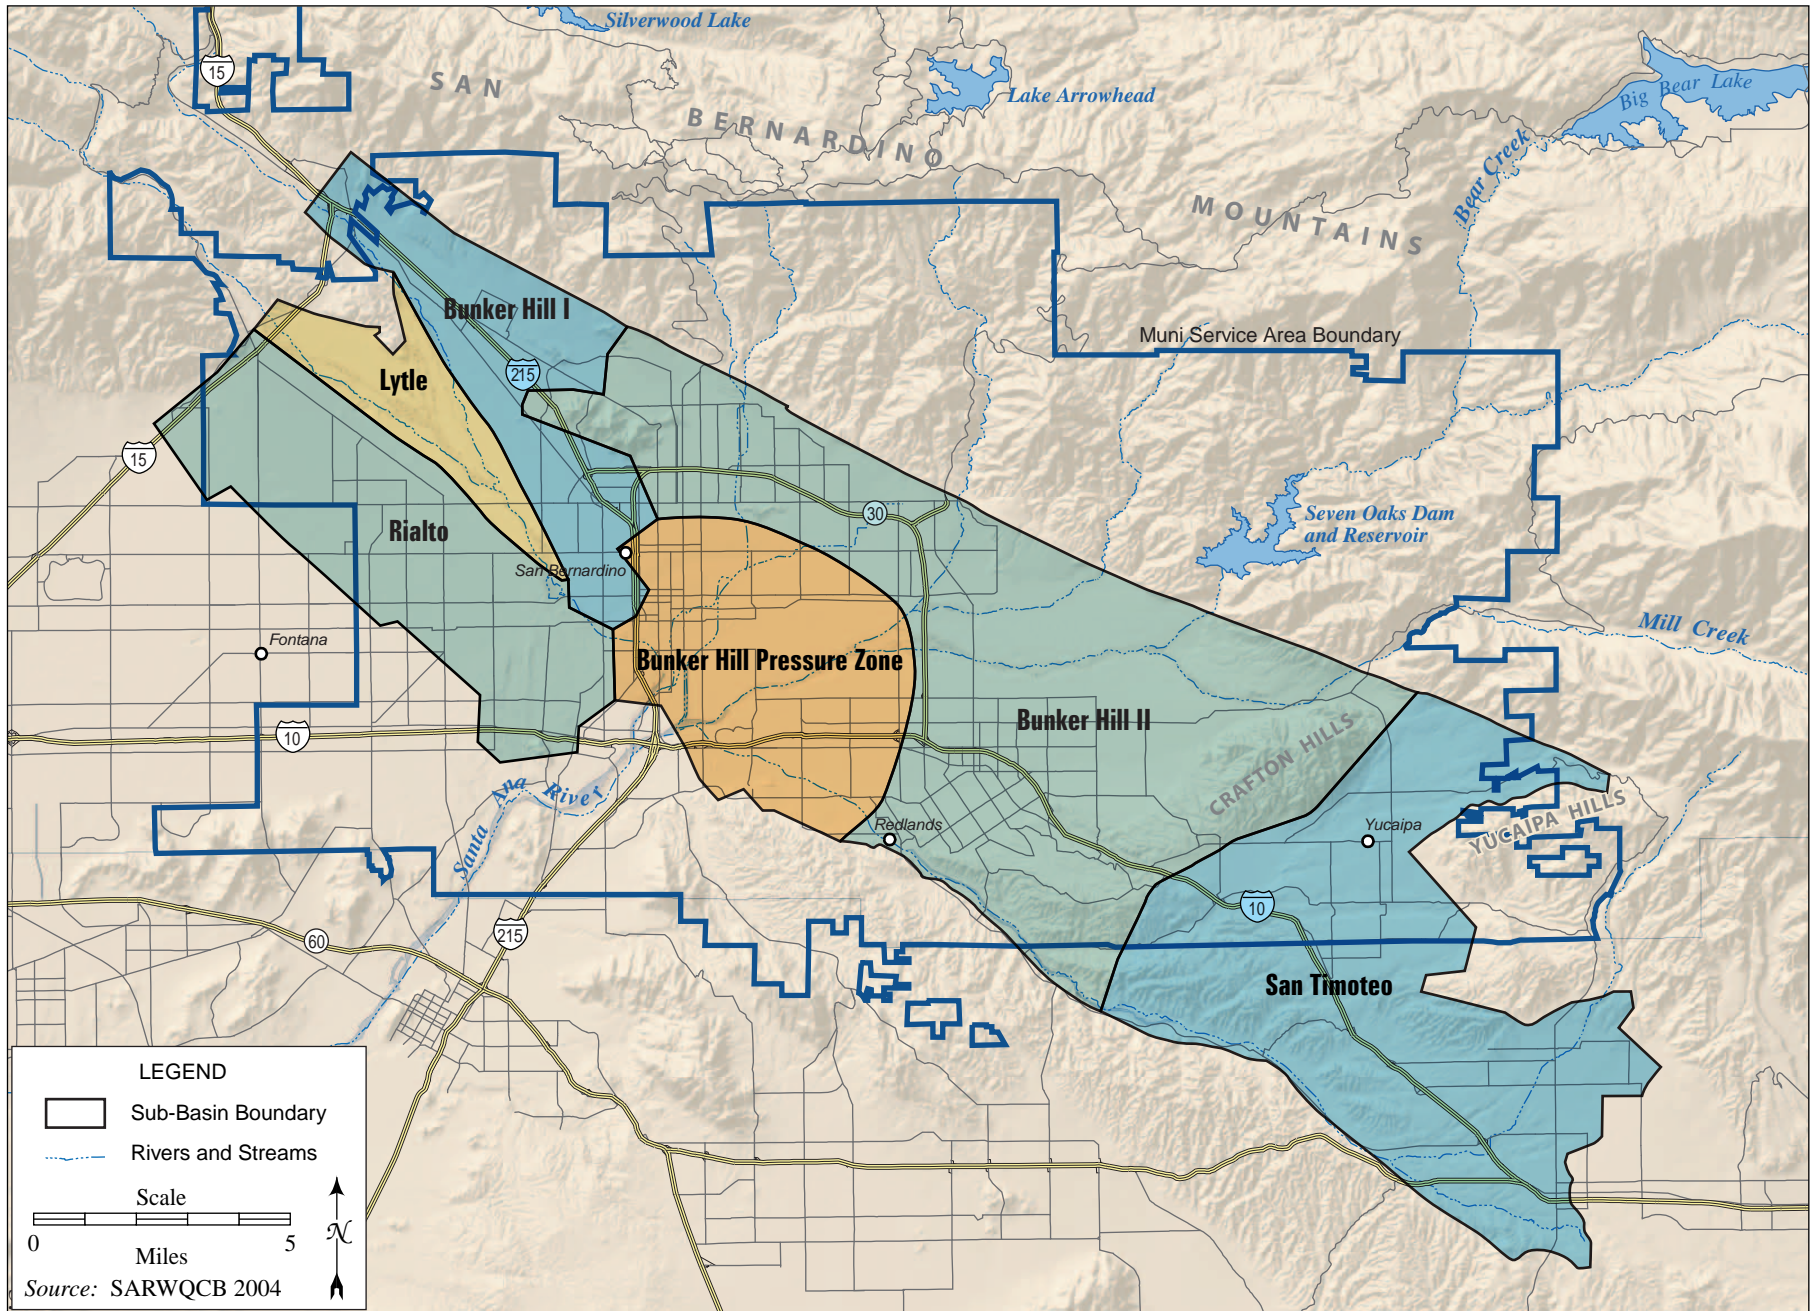 Silverwood Lake
15
SAN
BERNARDINO
MOUNTAINS
Lake Arrowhead
Big Bear Lake
Bear Creek
Bunker Hill I
Muni Service Area Boundary
215
Lytle
15
30
Seven Oaks Dam
and Reservoir
Rialto
San Bernardino
Fontana
Mill Creek
Bunker Hill Pressure Zone
Bunker Hill II
10
CRAFTON HILLS
Santa Ana River
Redlands
Yucaipa
YUCAIPA HILLS
10
60
215
San Timoteo
LEGEND
Sub-Basin Boundary
Rivers and Streams
Scale
0 5
Miles
N
Source: SARWQCB 2004